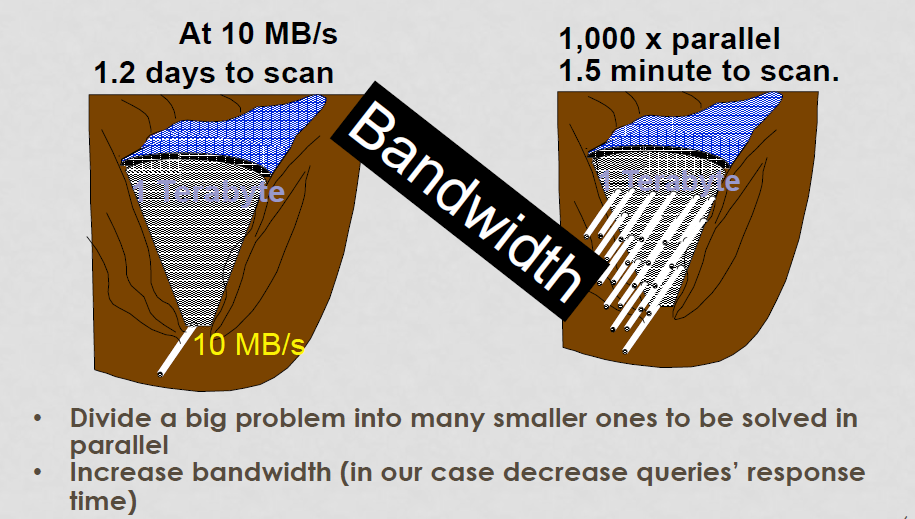 At 10 MB/s
1.2 days to scan
1,000 x parallel
1.5 minute to scan.
Bandwidth
1 Terabyte
1 Terabyte
10 MB/s
• Divide a big problem into many smaller ones to be solved in
parallel
• Increase bandwidth (in our case decrease queries’ response
time)